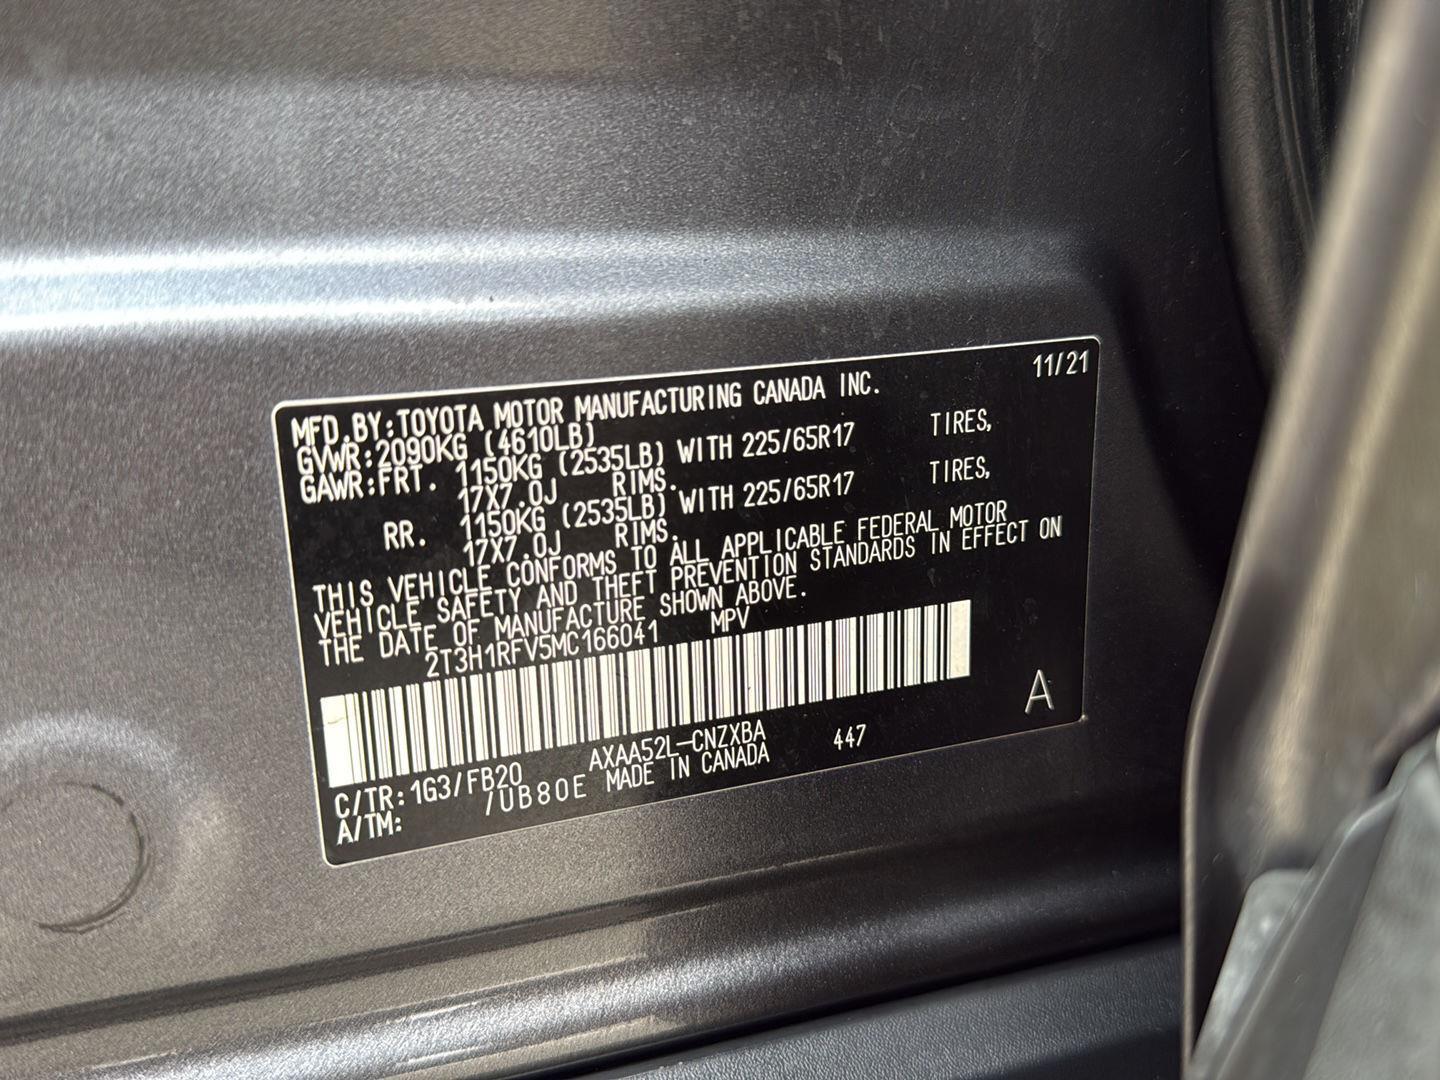 11/21
MFD.BY:TOYOTA MOTOR MANUFACTURING CANADA INC.
GVWR:2090KG (4610LB)
GAWR:FRT. 1150KG (2535LB) WITH 225/65R17 TIRES,
17X7.0J RIMS.
RR. 1150KG (2535LB) WITH 225/65R17 TIRES,
17X7.0J RIMS.
THIS VEHICLE CONFORMS TO ALL APPLICABLE FEDERAL MOTOR
VEHICLE SAFETY AND THEFT PREVENTION STANDARDS IN EFFECT ON
THE DATE OF MANUFACTURE SHOWN ABOVE.
2T3H1RFV5MC166041 MPV
A
C/TR:1G3/FB20 AXAA52L-CNZXBA 447
A/TM: /UB80E MADE IN CANADA